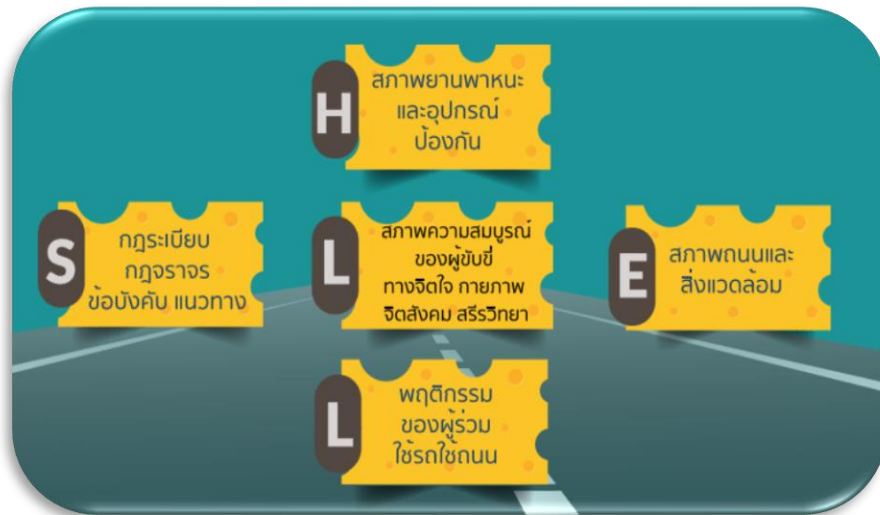 H
สภาพยานพาหนะ
และอุปกรณ์
ป้องกัน
S
กฎระเบียบ
กฎจราจร
ข้อบังคับ แนวทาง
L
สภาพความสมบูรณ์
ของผู้ขับขี่
ทางจิตใจ กายภาพ
จิตสังคม สรีรวิทยา
E
สภาพถนนและ
สิ่งแวดล้อม
L
พฤติกรรม
ของผู้ร่วม
ใช้รถใช้ถนน